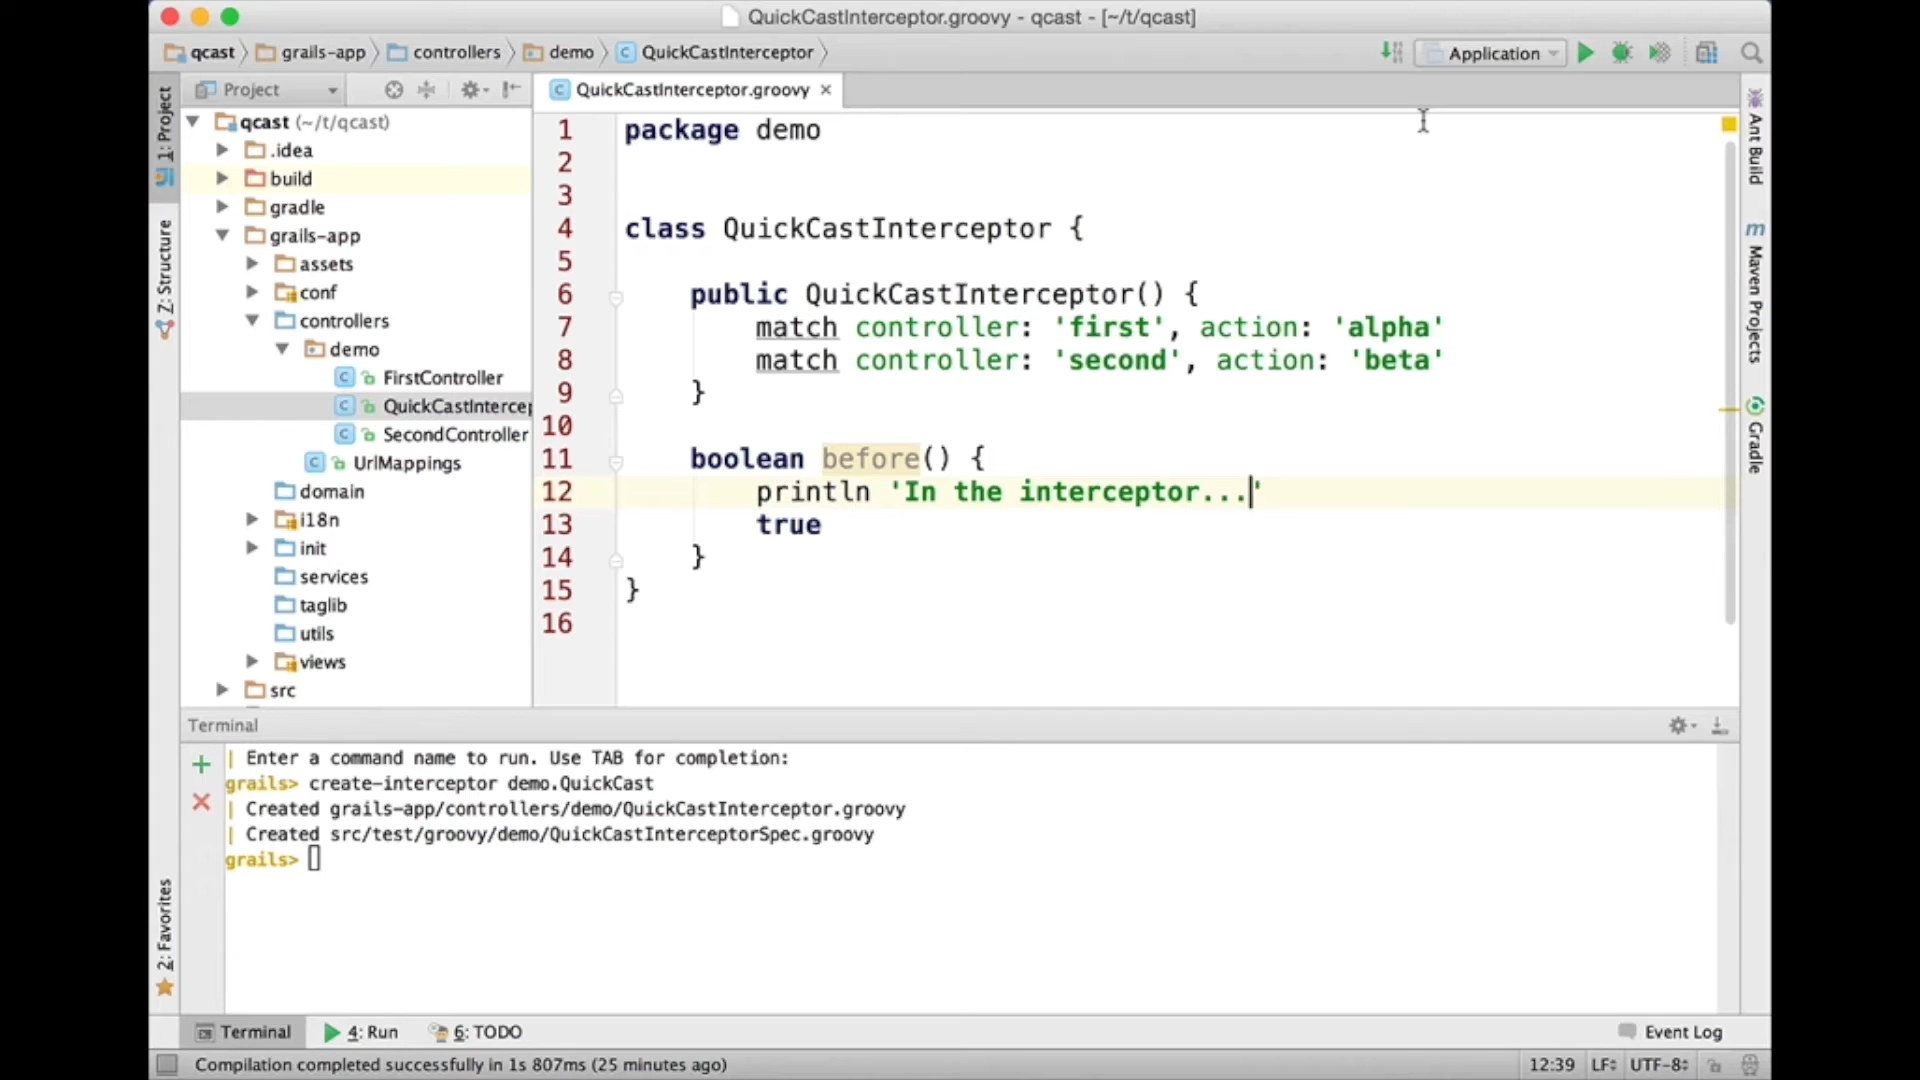 QuickCastInterceptor.groovy - qcast - [~/t/qcast]
qcast grails-app controllers demo QuickCastInterceptor
Application
Project
QuickCastInterceptor.groovy
1: Project
Z: Structure
2: Favorites
qcast (~/t/qcast)
.idea
build
gradle
grails-app
assets
conf
controllers
demo
FirstController
QuickCastIntercep
SecondController
UrlMappings
domain
i18n
init
services
taglib
utils
views
src
1 package demo
2
3
4 class QuickCastInterceptor {
5
6 public QuickCastInterceptor() {
7 match controller: 'first', action: 'alpha'
8 match controller: 'second', action: 'beta'
9 }
10
11 boolean before() {
12 println 'In the interceptor...'
13 true
14 }
15 }
16
Ant Build
m Maven Projects
Gradle
Terminal
| Enter a command name to run. Use TAB for completion:
grails> create-interceptor demo.QuickCast
| Created grails-app/controllers/demo/QuickCastInterceptor.groovy
| Created src/test/groovy/demo/QuickCastInterceptorSpec.groovy
grails>
Terminal 4: Run 6: TODO Event Log
Compilation completed successfully in 1s 807ms (25 minutes ago) 12:39 LF UTF-8